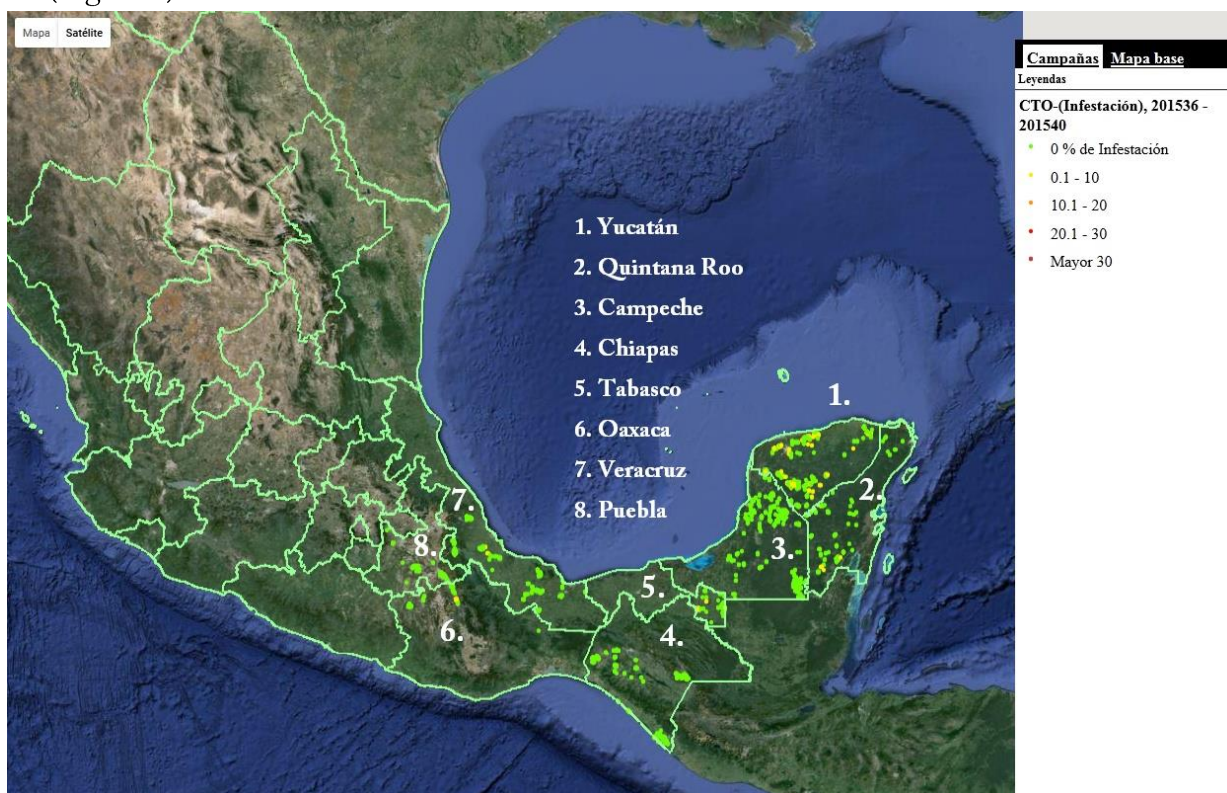 Mapa Satélite
Campañas Mapa base
Leyendas
CTO-(Infestación), 201536 -
201540
0 % de Infestación
0.1 - 10
10.1 - 20
20.1 - 30
Mayor 30
1. Yucatán
2. Quintana Roo
3. Campeche
4. Chiapas
5. Tabasco
6. Oaxaca
7. Veracruz
8. Puebla
1.
2.
3.
4.
5.
6.
7.
8.